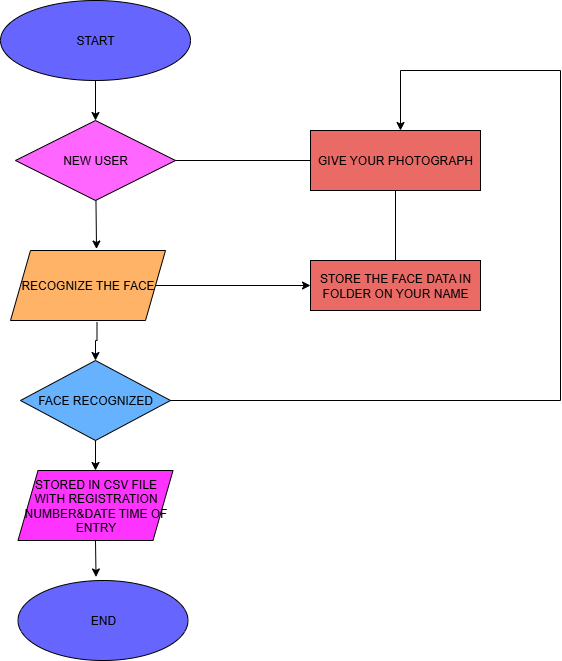 START
NEW USER
GIVE YOUR PHOTOGRAPH
RECOGNIZE THE FACE
STORE THE FACE DATA IN
FOLDER ON YOUR NAME
FACE RECOGNIZED
STORED IN CSV FILE
WITH REGISTRATION
NUMBER&DATE TIME OF
ENTRY
END